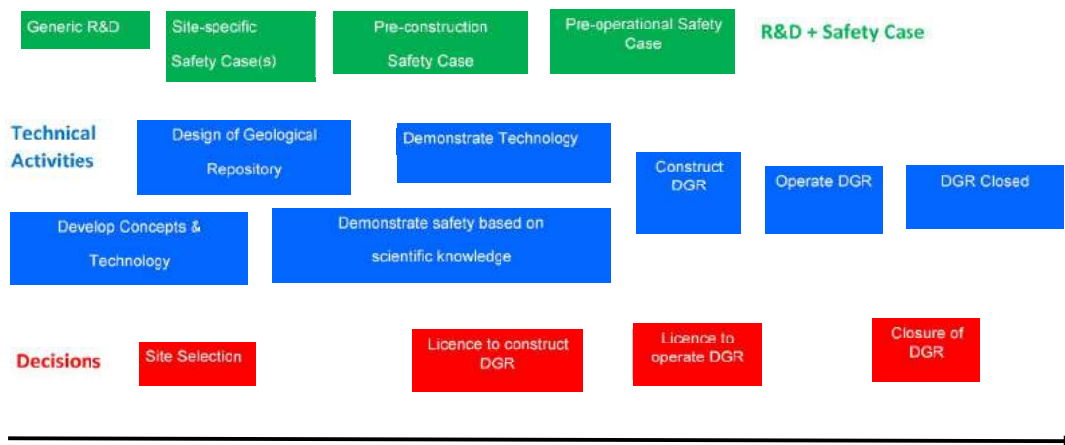 Generic R&D
Site-specific
Safety Case(s)
Pre-construction
Safety Case
Pre-operational Safety
Case
R&D + Safety Case
Technical
Activities
Design of Geological
Repository
Demonstrate Technology
Construct
DGR
Operate DGR
DGR Closed
Develop Concepts &
Technology
Demonstrate safety based on
scientific knowledge
Decisions
Site Selection
Licence to construct
DGR
Licence to
operate DGR
Closure of
DGR